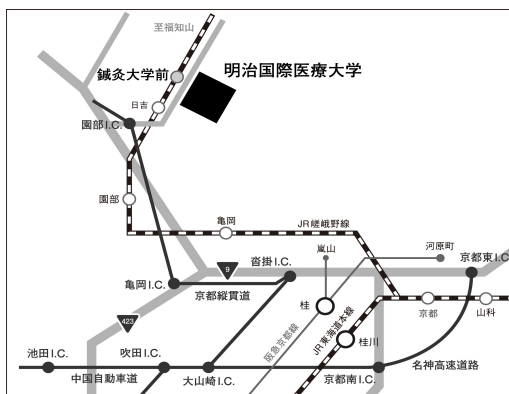 至福知山
鍼灸大学前
明治国際医療大学
日吉
園部I.C.
園部
亀岡
JR嵯峨野線
嵐山
河原町
京都東I.C.
9
沓掛I.C.
亀岡I.C.
京都縦貫道
桂
京都
山科
423
阪急京都線
JR東海道本線
桂川
池田I.C.
吹田I.C.
名神高速道路
中国自動車道
大山崎I.C.
京都南I.C.